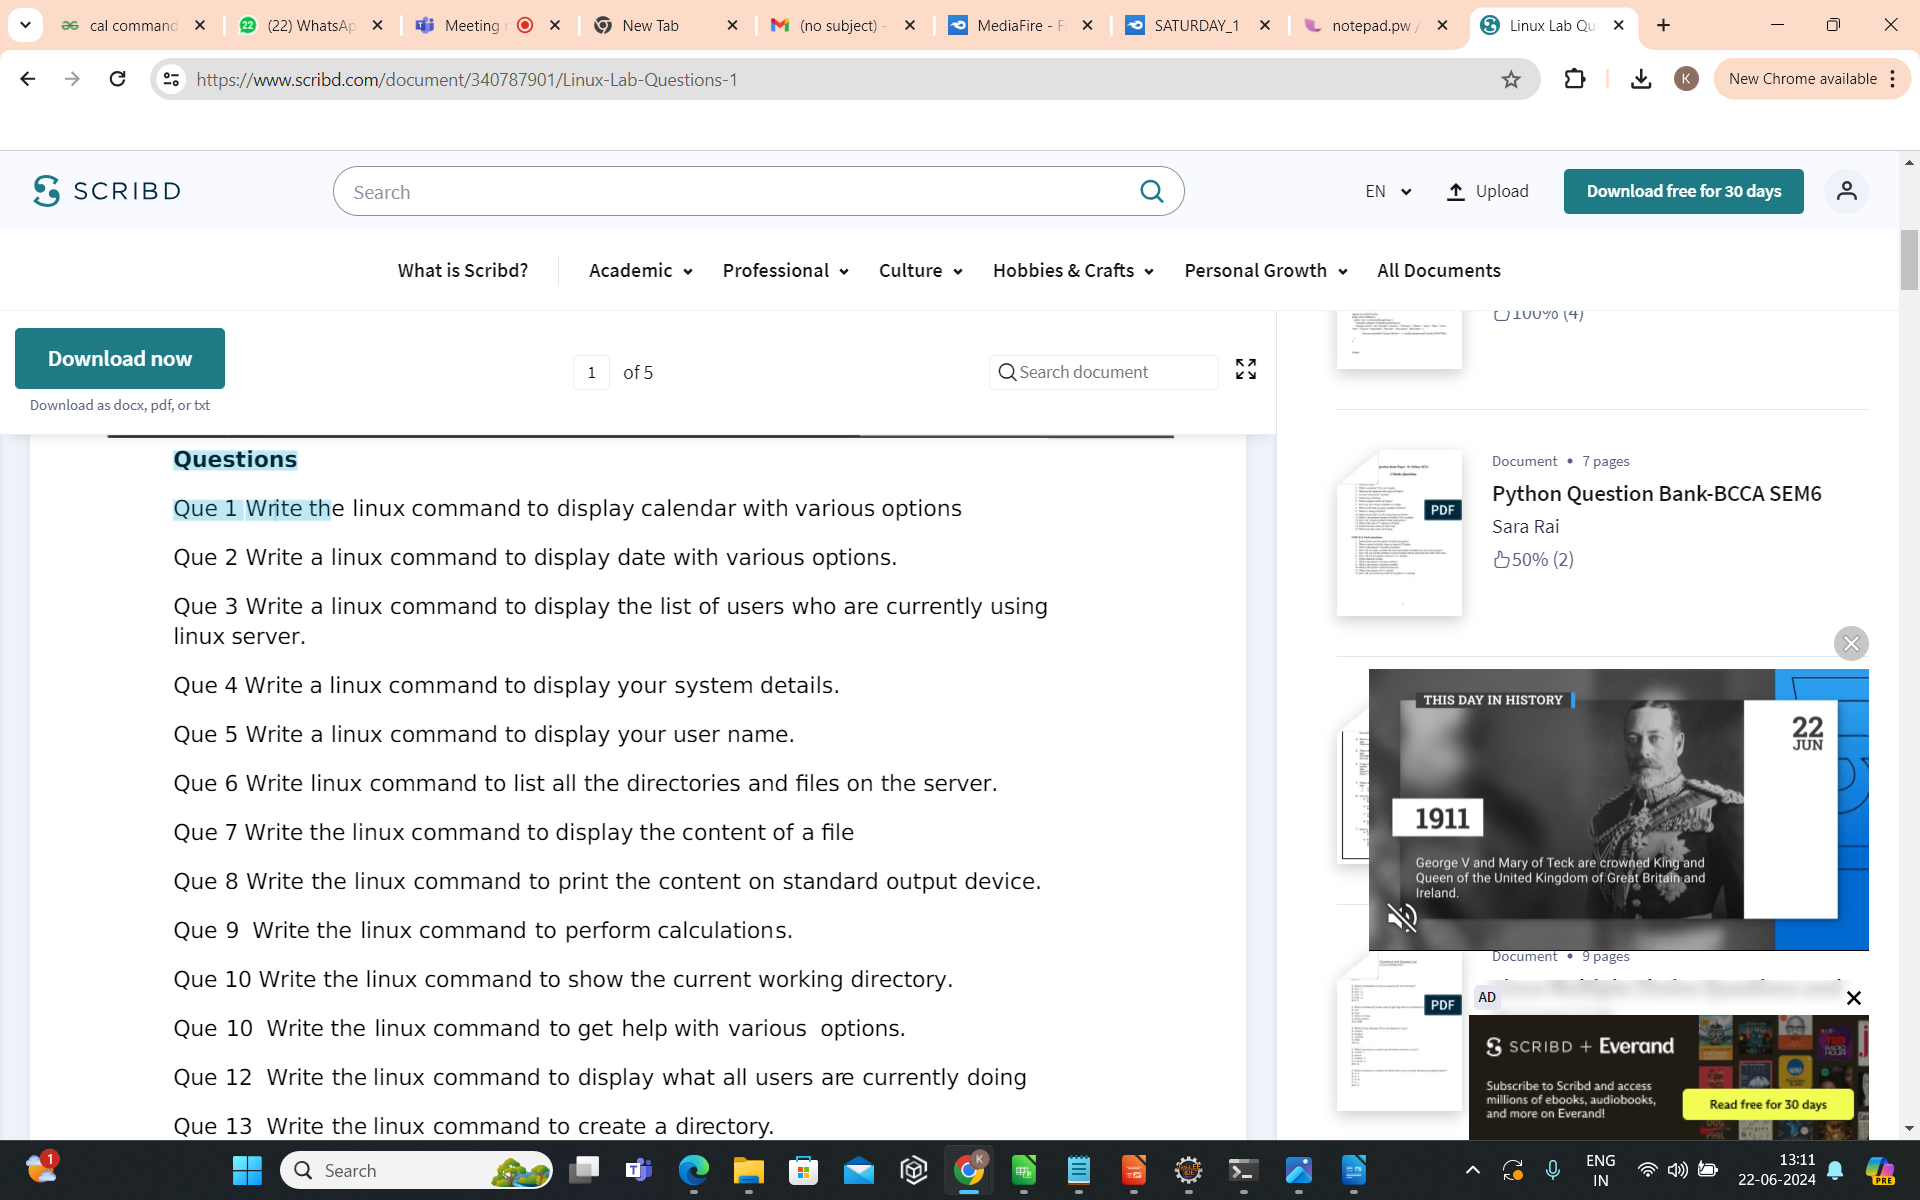 cal command
(22) WhatsAp
Meeting
New Tab
(no subject) -
MediaFire - F
SATURDAY_1
notepad.pw /
Linux Lab Qu
https://www.scribd.com/document/340787901/Linux-Lab-Questions-1
K
New Chrome available
SCRIBD
Search
EN
Upload
Download free for 30 days
What is Scribd?
Academic
Professional
Culture
Hobbies & Crafts
Personal Growth
All Documents
Download now
Download as docx, pdf, or txt
1 of 5
Search document
Questions
Que 1 Write the linux command to display calendar with various options
Que 2 Write a linux command to display date with various options.
Que 3 Write a linux command to display the list of users who are currently using
linux server.
Que 4 Write a linux command to display your system details.
Que 5 Write a linux command to display your user name.
Que 6 Write linux command to list all the directories and files on the server.
Que 7 Write the linux command to display the content of a file
Que 8 Write the linux command to print the content on standard output device.
Que 9 Write the linux command to perform calculations.
Que 10 Write the linux command to show the current working directory.
Que 10 Write the linux command to get help with various options.
Que 12 Write the linux command to display what all users are currently doing
Que 13 Write the linux command to create a directory.
100% (4)
PDF
Document • 7 pages
Python Question Bank-BCCA SEM6
Sara Rai
50% (2)
THIS DAY IN HISTORY
22
JUN
1911
George V and Mary of Teck are crowned King and
Queen of the United Kingdom of Great Britain and
Ireland.
Document • 9 pages
PDF
AD
SCRIBD + Everand
Subscribe to Scribd and access
millions of ebooks, audiobooks,
and more on Everand!
Read free for 30 days
1
Search
K
ENG
IN
13:11
22-06-2024
PRE